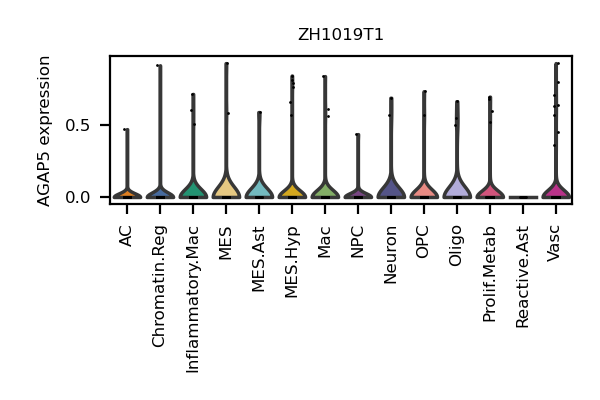 ZH1019T1
AGAP5 expression
0.5
0.0
AC
Chromatin.Reg
Inflammatory.Mac
MES
MES.Ast
MES.Hyp
Mac
NPC
Neuron
OPC
Oligo
Prolif.Metab
Reactive.Ast
Vasc